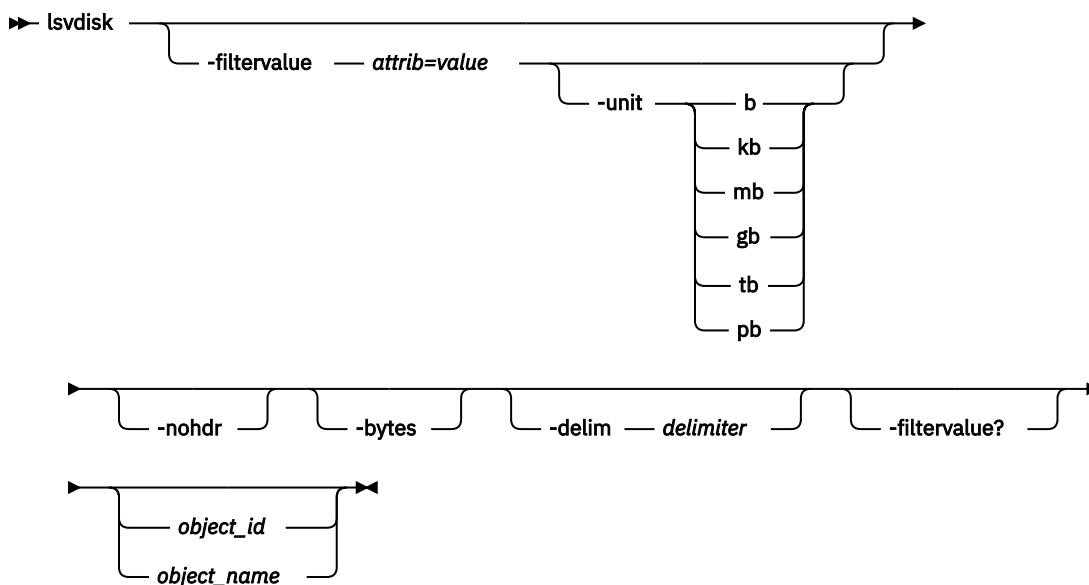 lsvdisk
-filtervalue attrib=value
-unit b
kb
mb
gb
tb
pb
-nohdr -bytes -delim delimiter -filtervalue?
object_id
object_name